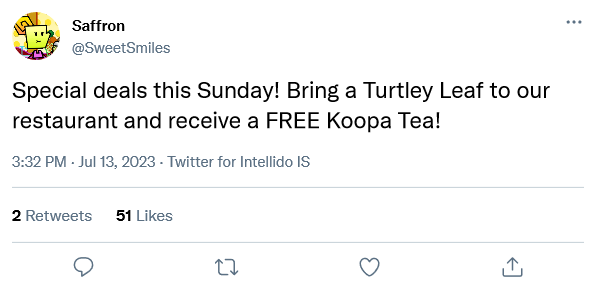 Saffron
@SweetSmiles
Special deals this Sunday! Bring a Turtley Leaf to our
restaurant and receive a FREE Koopa Tea!
3:32 PM · Jul 13, 2023 · Twitter for Intellido IS
2 Retweets 51 Likes